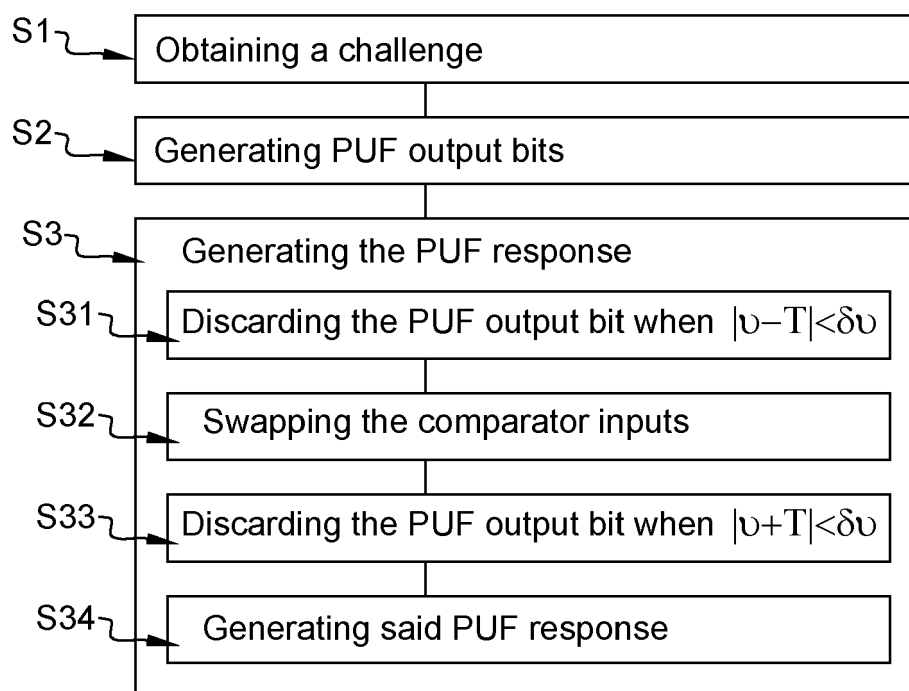 S1
Obtaining a challenge
S2
Generating PUF output bits
S3
Generating the PUF response
S31
Discarding the PUF output bit when |υ−T|<δυ
S32
Swapping the comparator inputs
S33
Discarding the PUF output bit when |υ+T|<δυ
S34
Generating said PUF response